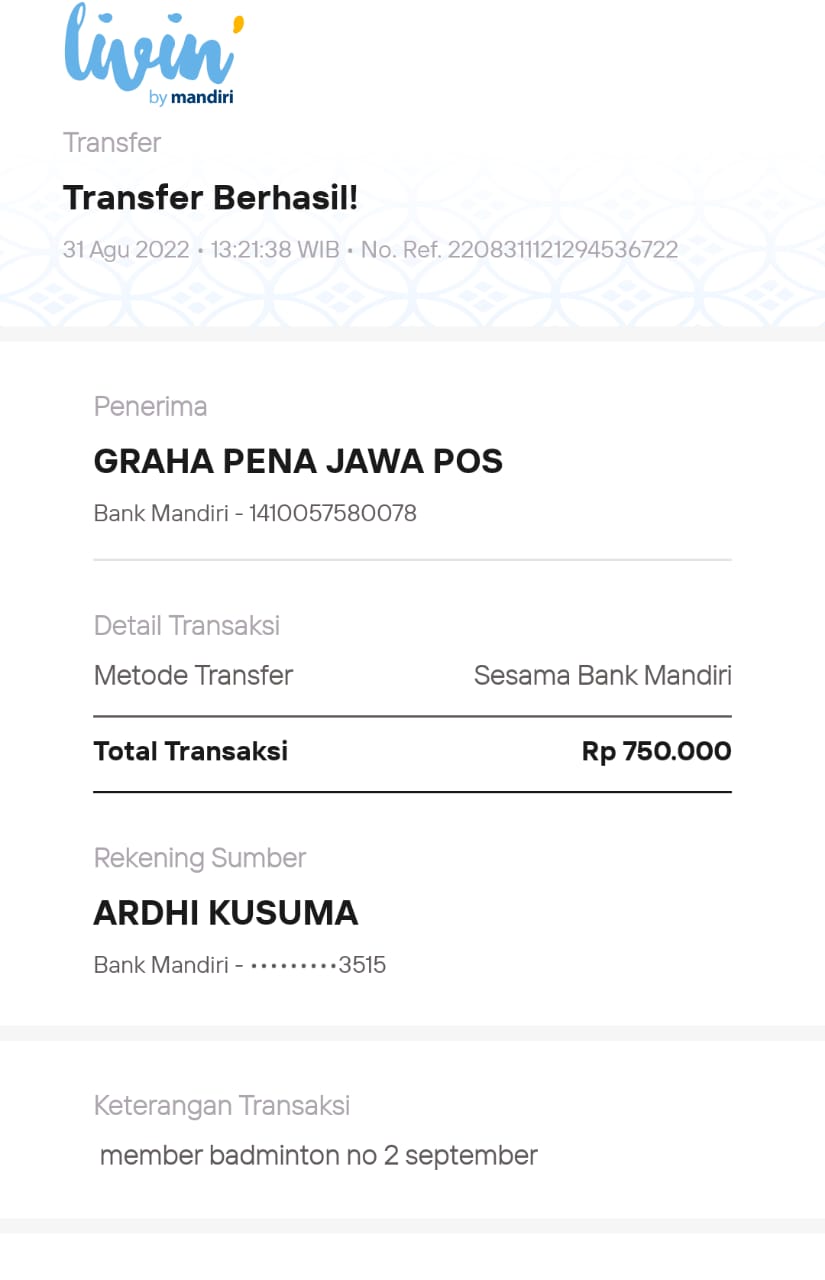 livin'
by mandiri
Transfer
Transfer Berhasil!
31 Agu 2022 • 13:21:38 WIB • No. Ref. 2208311121294536722
Penerima
GRAHA PENA JAWA POS
Bank Mandiri - 1410057580078
Detail Transaksi
Metode Transfer Sesama Bank Mandiri
Total Transaksi Rp 750.000
Rekening Sumber
ARDHI KUSUMA
Bank Mandiri - •••••••••3515
Keterangan Transaksi
member badminton no 2 september